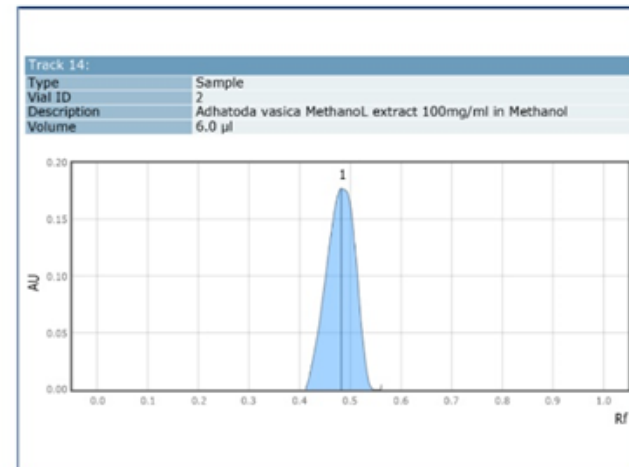 Track 14:
Type Sample
Vial ID 2
Description Adhatoda vasica MethanoL extract 100mg/ml in Methanol
Volume 6.0 µl
1
0.20
0.15
0.10
0.05
0.00
AU
0.0 0.1 0.2 0.3 0.4 0.5 0.6 0.7 0.8 0.9 1.0
Rf